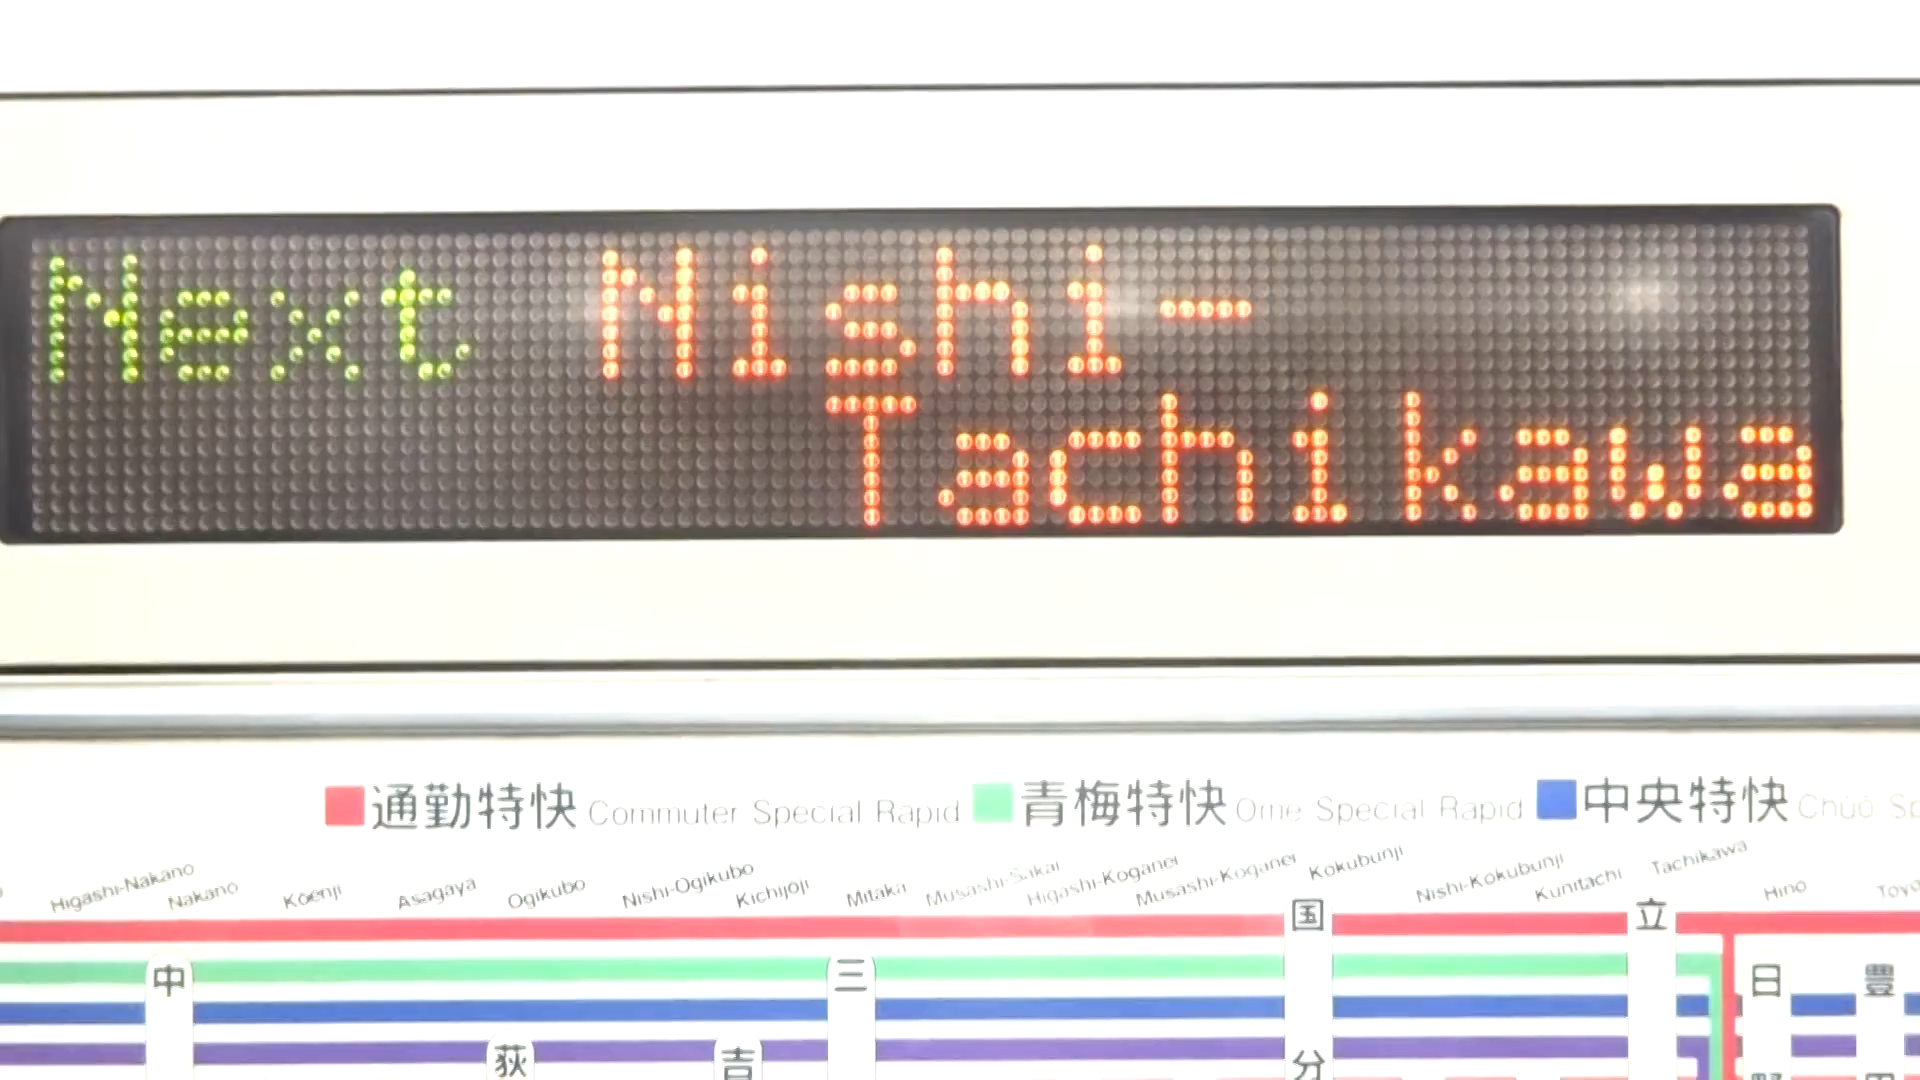 Next Nishi-
Tachikawa
通勤特快 Commuter Special Rapid 青梅特快 Ome Special Rapid 中央特快 Chuō
Higashi-Nakano Nakano Kōenji Asagaya Ogikubo Nishi-Ogikubo Kichijoji Mitaka Musashi-Sakai Higashi-Koganei Musashi-Koganei Kokubunji Nishi-Kokubunji Kunitachi Tachikawa Hino
国 立
中 三 日 豊
荻 吉 分